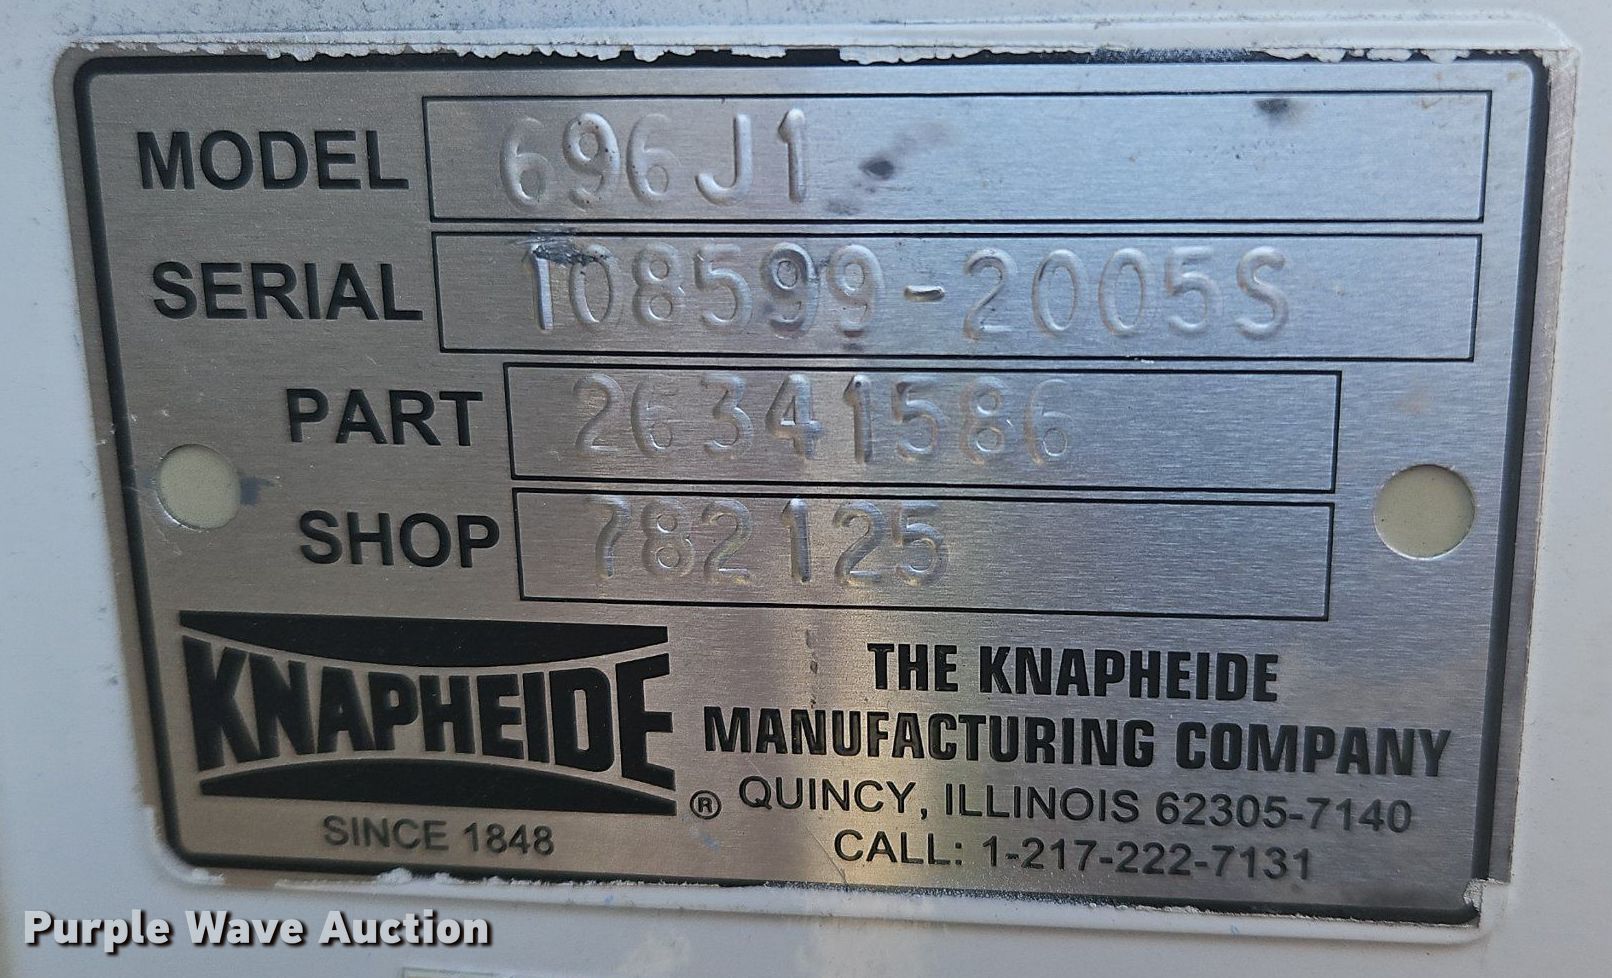 MODEL 696J1
SERIAL 108599-2005S
PART 26341586
SHOP 782125
KNAPHEIDE ®
SINCE 1848
THE KNAPHEIDE
MANUFACTURING COMPANY
QUINCY, ILLINOIS 62305-7140
CALL: 1-217-222-7131
Purple Wave Auction